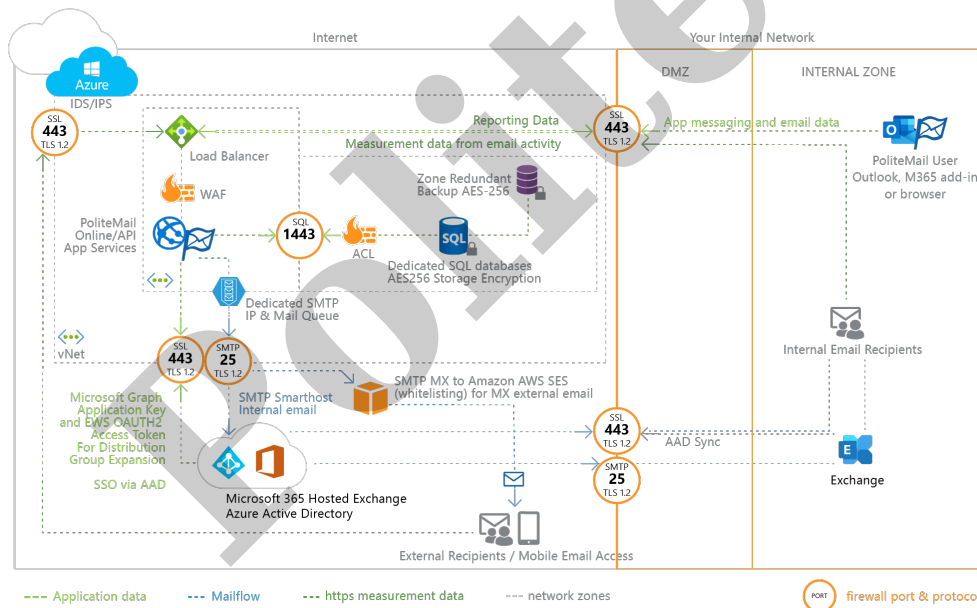 Internet
Your Internal Network
Azure
IDS/IPS
DMZ
INTERNAL ZONE
SSL
443
TLS 1.2
Load Balancer
Reporting Data
Measurement data from email activity
SSL
443
TLS 1.2
App messaging and email data
PoliteMail User
Outlook, M365 add-in
or browser
WAF
Zone Redundant
Backup AES-256
PoliteMail
Online/API
App Services
SQL
1443
ACL
SQL
Dedicated SQL databases
AES256 Storage Encryption
Dedicated SMTP
IP & Mail Queue
vNet
SSL
443
TLS 1.2
SMTP
25
TLS 1.2
Internal Email Recipients
Microsoft Graph
Application Key
and EWS OAUTH2
Access Token
For Distribution
Group Expansion
SSO via AAD
SMTP Smarthost
Internal email
SMTP MX to Amazon AWS SES
(whitelisting) for MX external email
SSL
443
TLS 1.2
AAD Sync
SMTP
25
TLS 1.2
E
Exchange
Microsoft 365 Hosted Exchange
Azure Active Directory
External Recipients / Mobile Email Access
Application data
Mailflow
https measurement data
network zones
PORT
firewall port & protoco
Polite